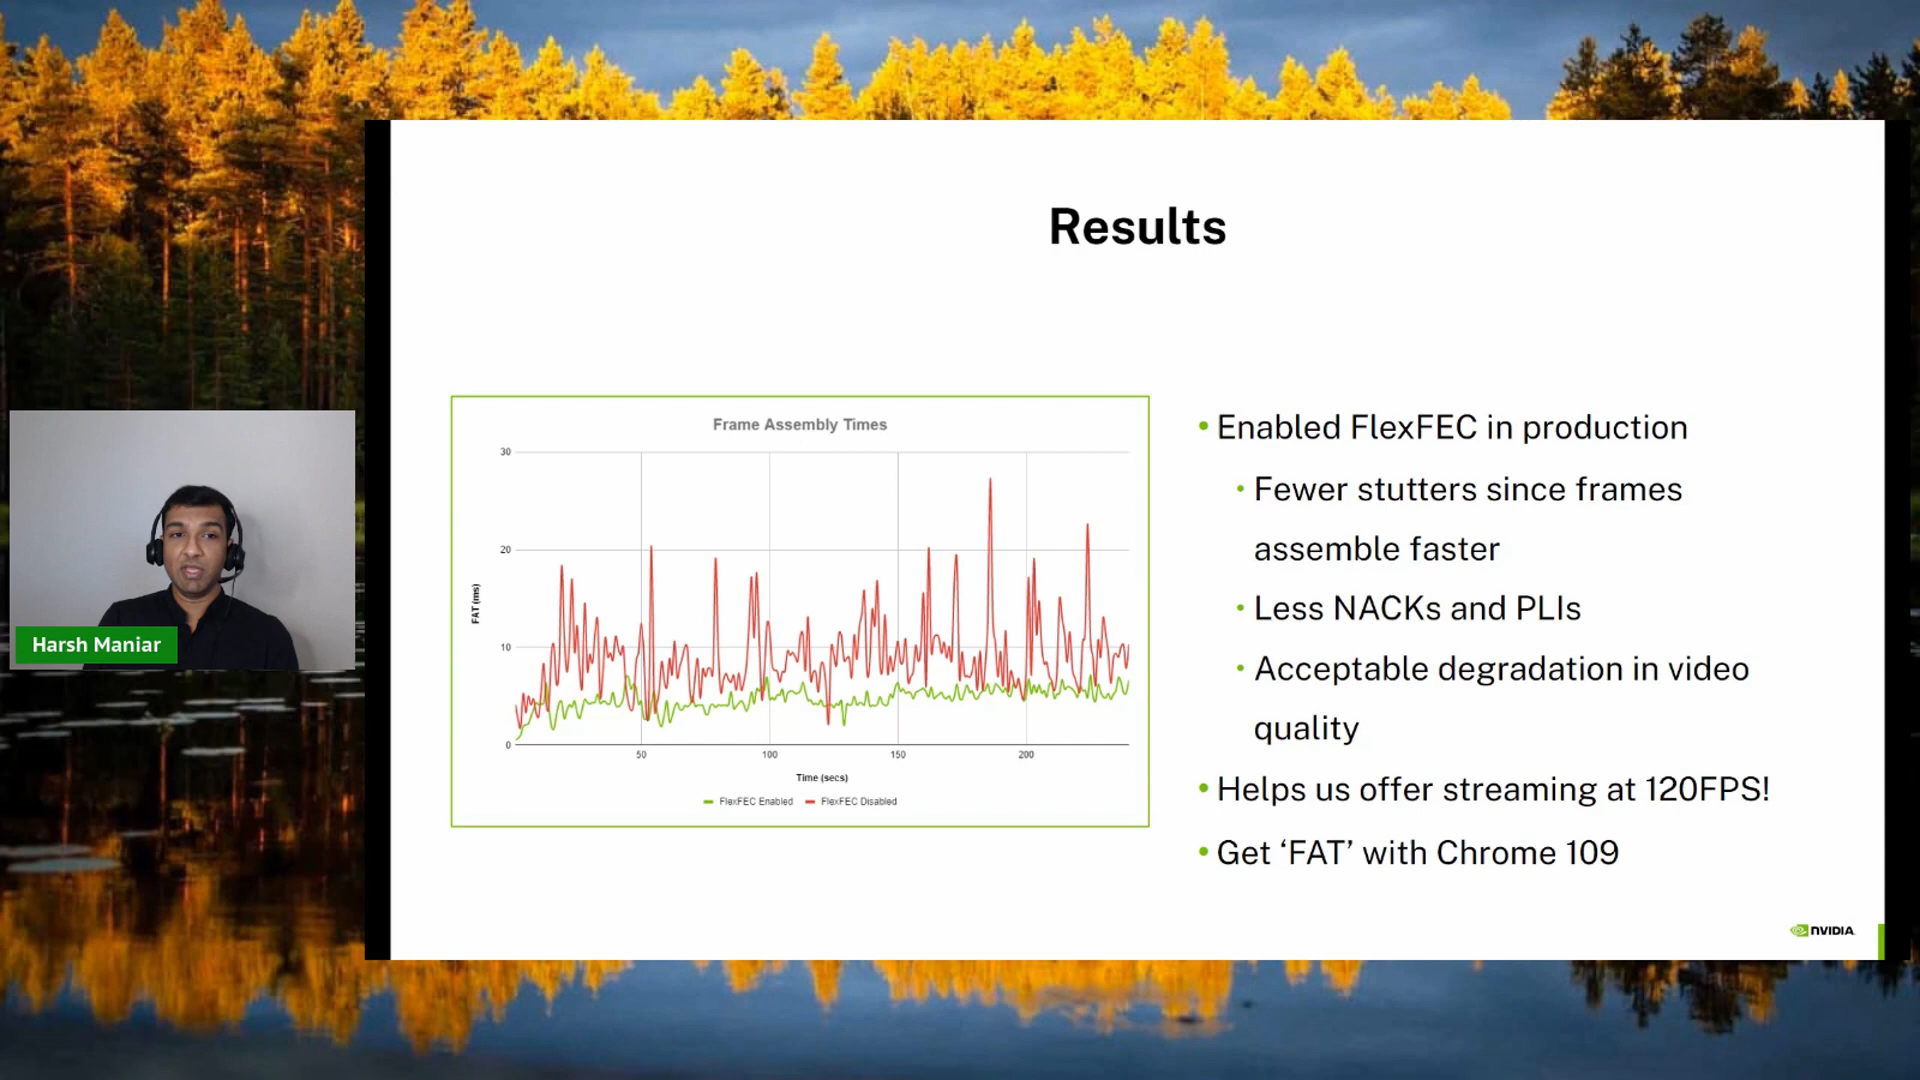 Results
Frame Assembly Times
30
20
10
0
FAT (ms)
50
100
150
200
Time (secs)
FlexFEC Enabled
FlexFEC Disabled
• Enabled FlexFEC in production
• Fewer stutters since frames
assemble faster
• Less NACKs and PLIs
• Acceptable degradation in video
quality
• Helps us offer streaming at 120FPS!
• Get ‘FAT’ with Chrome 109
NVIDIA
Harsh Maniar